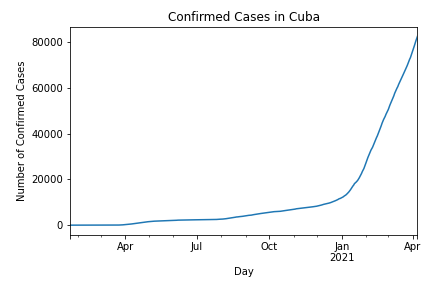 Confirmed Cases in Cuba
80000
60000
40000
20000
0
Number of Confirmed Cases
Apr
Jul
Oct
Jan
2021
Apr
Day